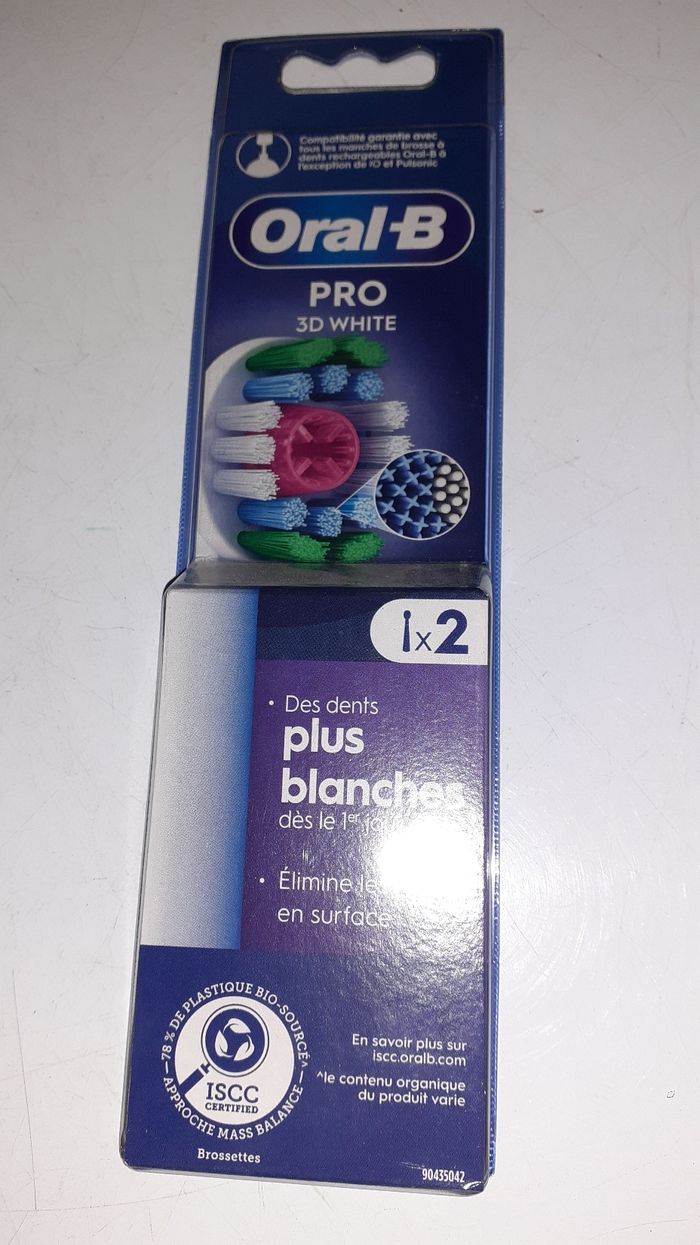 Compatibilité garantie avec
tous les manches de brosse à
dents rechargeables Oral-B à
l'exception de iO et Pulsonic
Oral-B
PRO
3D WHITE
x2
• Des dents
plus
blanches
dès le 1er
• Élimine
en surface
78 % DE PLASTIQUE BIO-SOURCÉ^
ISCC
CERTIFIED
APPROCHE MASS BALANCE
Brossettes
En savoir plus sur
iscc.oralb.com
^le contenu organique
du produit varie
90435042